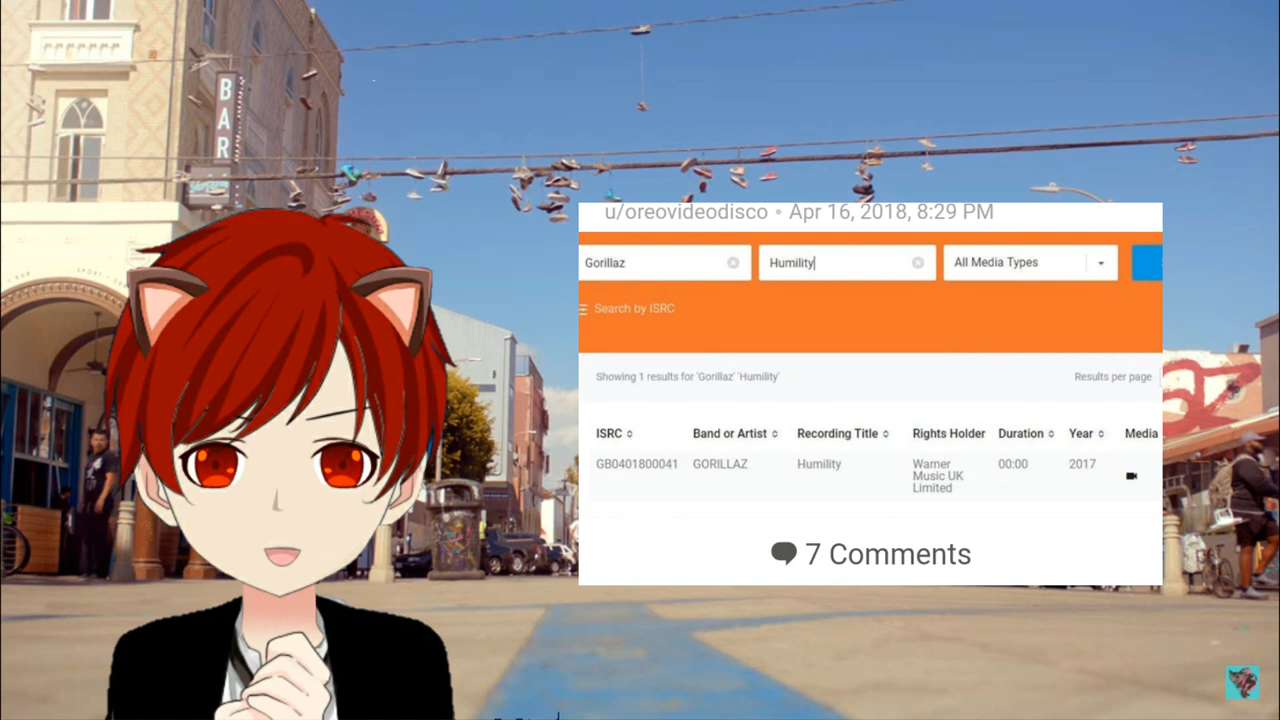 BAR
u/oreovideodisco • Apr 16, 2018, 8:29 PM
Gorillaz Humility All Media Types
Search by ISRC
Showing 1 results for 'Gorillaz' 'Humility' Results per page
ISRC Band or Artist Recording Title Rights Holder Duration Year Media
GB0401800041 GORILLAZ Humility Warner 00:00 2017
Music UK
Limited
7 Comments